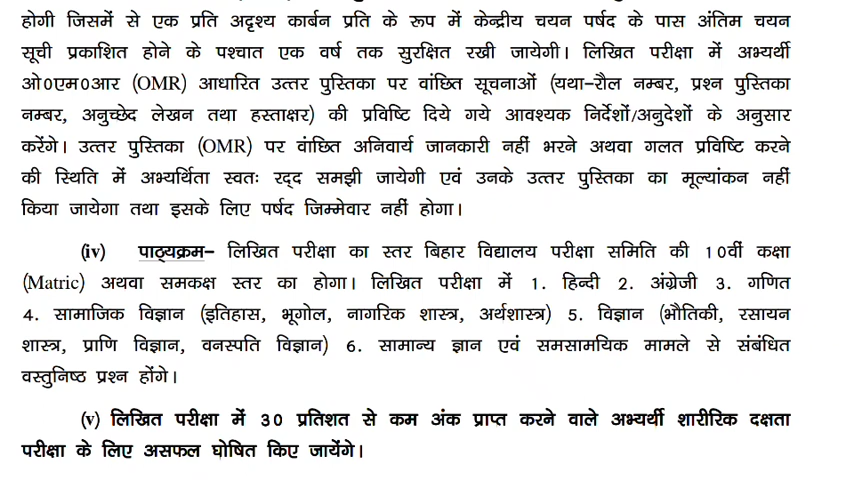 होगी जिसमें से एक प्रति अदृश्य कार्बन प्रति के रूप में केन्द्रीय चयन पर्षद के पास अंतिम चयन
सूची प्रकाशित होने के पश्चात एक वर्ष तक सुरक्षित रखी जायेगी। लिखित परीक्षा में अभ्यर्थी
ओ0एम0आर (OMR) आधारित उत्तर पुस्तिका पर वांछित सूचनाओं (यथा–रौल नम्बर, प्रश्न पुस्तिका
नम्बर, अनुच्छेद लेखन तथा हस्ताक्षर) की प्रविष्टि दिये गये आवश्यक निर्देशों/अनुदेशों के अनुसार
करेंगे। उत्तर पुस्तिका (OMR) पर वांछित अनिवार्य जानकारी नहीं भरने अथवा गलत प्रविष्टि करने
की स्थिति में अभ्यर्थिता स्वतः रद्द समझी जायेगी एवं उनके उत्तर पुस्तिका का मूल्यांकन नहीं
किया जायेगा तथा इसके लिए पर्षद जिम्मेवार नहीं होगा।
(iv) पाठ्यक्रम– लिखित परीक्षा का स्तर बिहार विद्यालय परीक्षा समिति की 10वीं कक्षा
(Matric) अथवा समकक्ष स्तर का होगा। लिखित परीक्षा में 1. हिन्दी 2. अंग्रेजी 3. गणित
4. सामाजिक विज्ञान (इतिहास, भूगोल, नागरिक शास्त्र, अर्थशास्त्र) 5. विज्ञान (भौतिकी, रसायन
शास्त्र, प्राणि विज्ञान, वनस्पति विज्ञान) 6. सामान्य ज्ञान एवं समसामयिक मामले से संबंधित
वस्तुनिष्ठ प्रश्न होंगे।
(v) लिखित परीक्षा में 30 प्रतिशत से कम अंक प्राप्त करने वाले अभ्यर्थी शारीरिक दक्षता
परीक्षा के लिए असफल घोषित किए जायेंगे।